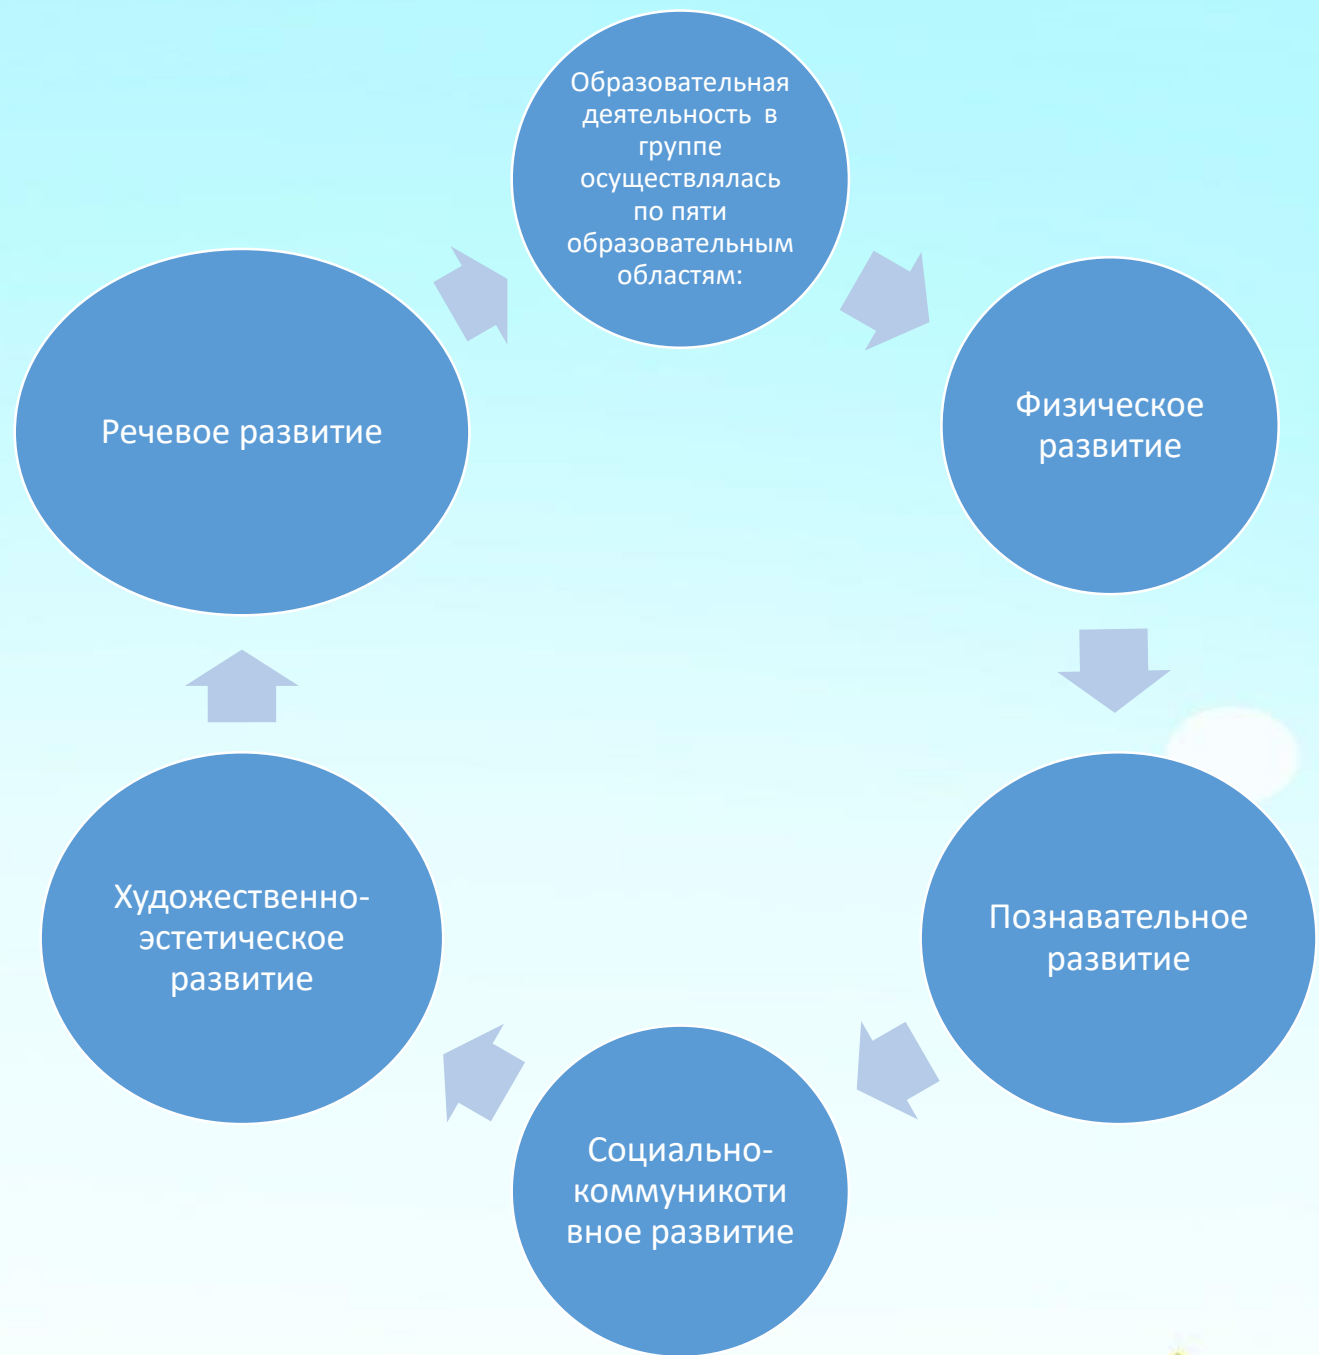 Образовательная
деятельность в
группе
осуществлялась
по пяти
образовательным
областям:
Физическое
развитие
Познавательное
развитие
Социально-
коммуникоти
вное развитие
Художественно-
эстетическое
развитие
Речевое развитие